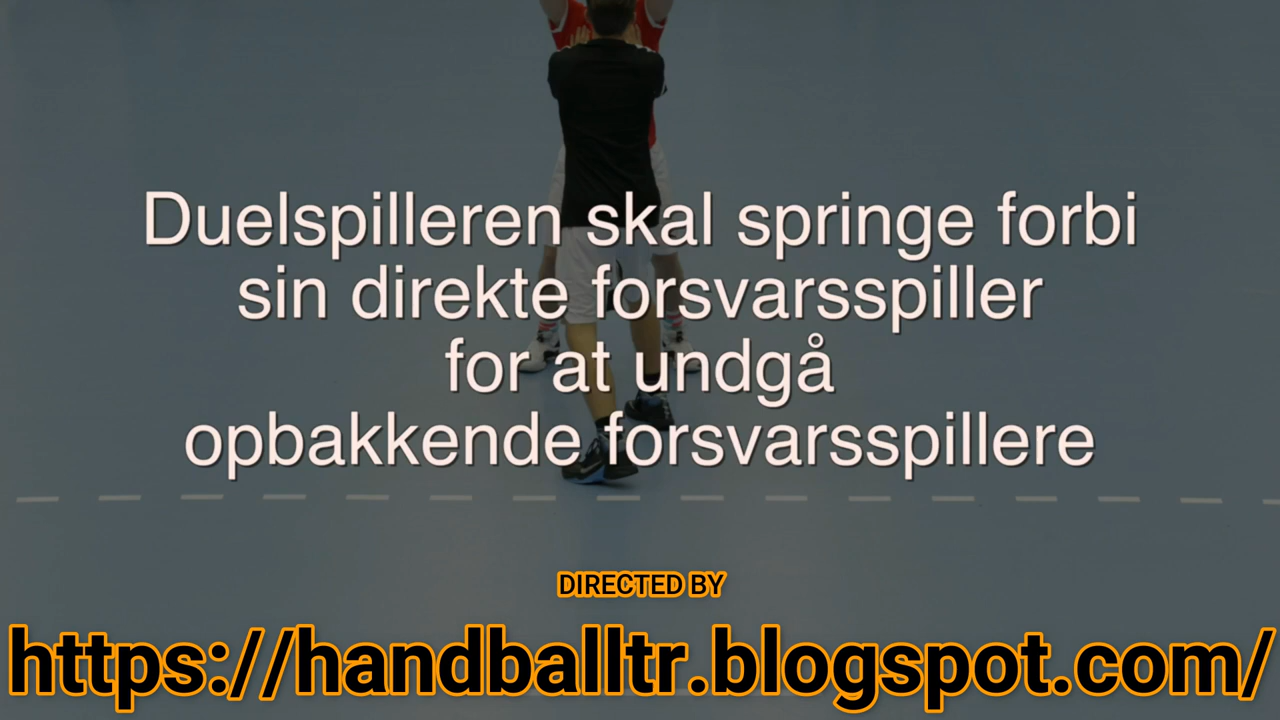 Duelspilleren skal springe forbi
sin direkte forsvarsspiller
for at undgå
opbakkende forsvarsspillere
DIRECTED BY
https://handballtr.blogspot.com/